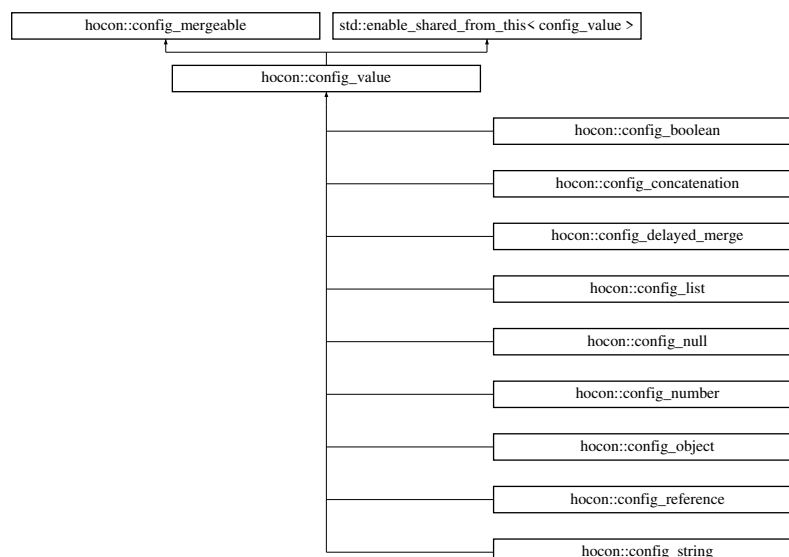 hocon::config_mergeable
std::enable_shared_from_this< config_value >
hocon::config_value
hocon::config_boolean
hocon::config_concatenation
hocon::config_delayed_merge
hocon::config_list
hocon::config_null
hocon::config_number
hocon::config_object
hocon::config_reference
hocon::config_string